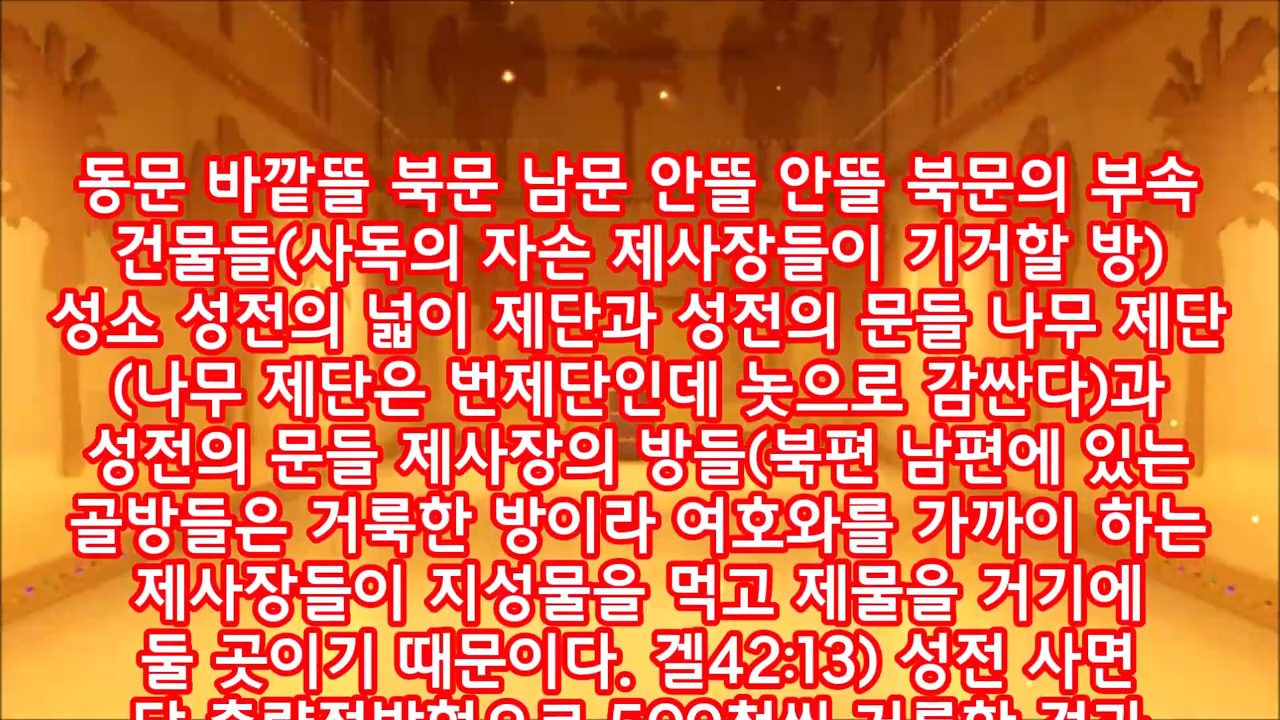 동문 바깥뜰 북문 남문 안뜰 안뜰 북문의 부속
건물들(사독의 자손 제사장들이 기거할 방)
성소 성전의 넓이 제단과 성전의 문들 나무 제단
(나무 제단은 번제단인데 놋으로 감싼다)과
성전의 문들 제사장의 방들(북편 남편에 있는
골방들은 거룩한 방이라 여호와를 가까이 하는
제사장들이 지성물을 먹고 제물을 거기에
둘 곳이기 때문이다. 겔42:13) 성전 사면